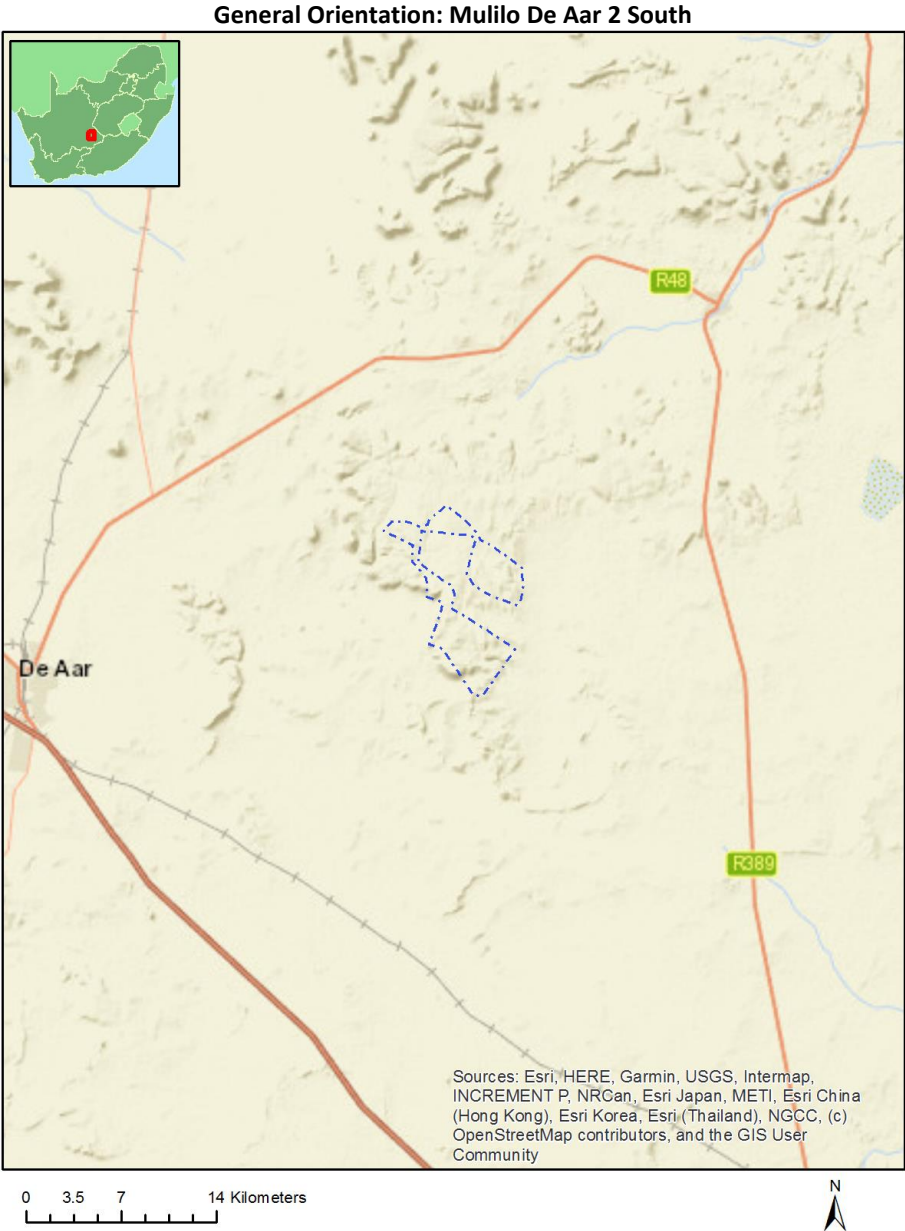 General Orientation: Mulilo De Aar 2 South
R48
De Aar
R389
Sources: Esri, HERE, Garmin, USGS, Intermap,
INCREMENT P, NRCan, Esri Japan, METI, Esri China
(Hong Kong), Esri Korea, Esri (Thailand), NGCC, (c)
OpenStreetMap contributors, and the GIS User
Community
0 3.5 7 14 Kilometers
N